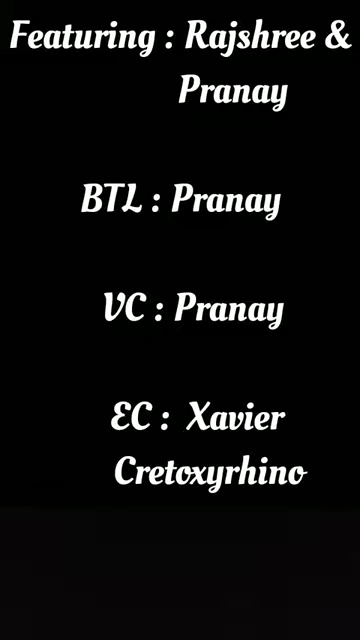 Featuring : Rajshree &
Pranay
BTL : Pranay
VC : Pranay
EC : Xavier
Cretoxyrhino